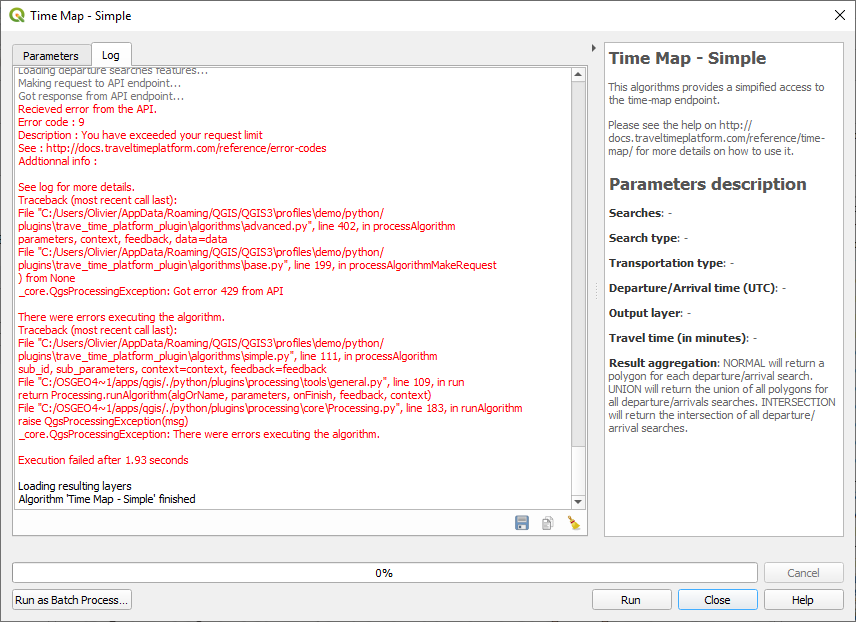 Time Map - Simple
Parameters
Log
Loading departure searches features...
Making request to API endpoint...
Got response from API endpoint...
Recieved error from the API.
Error code : 9
Description : You have exceeded your request limit
See : http://docs.traveltimeplatform.com/reference/error-codes
Addtionnal info :
See log for more details.
Traceback (most recent call last):
File "C:/Users/Olivier/AppData/Roaming/QGIS/QGIS3\profiles\demo/python/
plugins\trave_time_platform_plugin\algorithms\advanced.py", line 402, in processAlgorithm
parameters, context, feedback, data=data
File "C:/Users/Olivier/AppData/Roaming/QGIS/QGIS3\profiles\demo/python/
plugins\trave_time_platform_plugin\algorithms\base.py", line 199, in processAlgorithmMakeRequest
) from None
_core.QgsProcessingException: Got error 429 from API
There were errors executing the algorithm.
Traceback (most recent call last):
File "C:/Users/Olivier/AppData/Roaming/QGIS/QGIS3\profiles\demo/python/
plugins\trave_time_platform_plugin\algorithms\simple.py", line 111, in processAlgorithm
sub_id, sub_parameters, context=context, feedback=feedback
File "C:/OSGEO4~1/apps/qgis/./python/plugins\processing\tools\general.py", line 109, in run
return Processing.runAlgorithm(algOrName, parameters, onFinish, feedback, context)
File "C:/OSGEO4~1/apps/qgis/./python/plugins\processing\core\Processing.py", line 183, in runAlgorithm
raise QgsProcessingException(msg)
_core.QgsProcessingException: There were errors executing the algorithm.
Execution failed after 1.93 seconds
Loading resulting layers
Algorithm 'Time Map - Simple' finished
Time Map - Simple
This algorithms provides a simpified access to
the time-map endpoint.
Please see the help on http://
docs.traveltimeplatform.com/reference/time-
map/ for more details on how to use it.
Parameters description
Searches: -
Search type: -
Transportation type: -
Departure/Arrival time (UTC): -
Output layer: -
Travel time (in minutes): -
Result aggregation: NORMAL will return a
polygon for each departure/arrival search.
UNION will return the union of all polygons for
all departure/arrivals searches. INTERSECTION
will return the intersection of all departure/
arrival searches.
0%
Cancel
Run as Batch Process...
Run
Close
Help